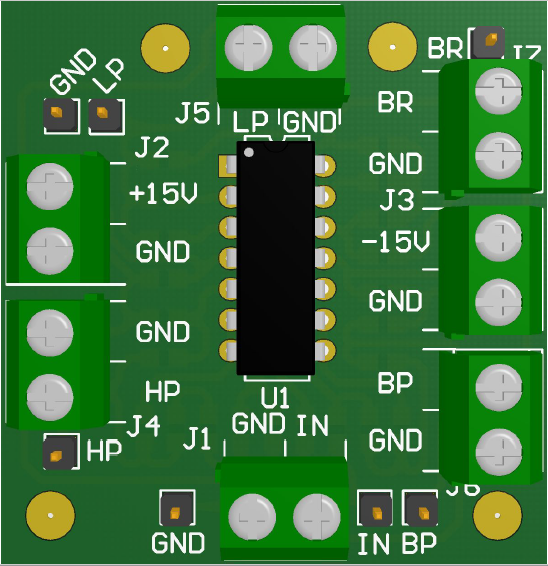 GND LP
BR
J7
J5
LP GND
BR
J2
GND
+15V
J3
-15V
GND
GND
GND
HP
BP
U1
J4
J1
GND IN
GND
HP
J6
GND
IN BP